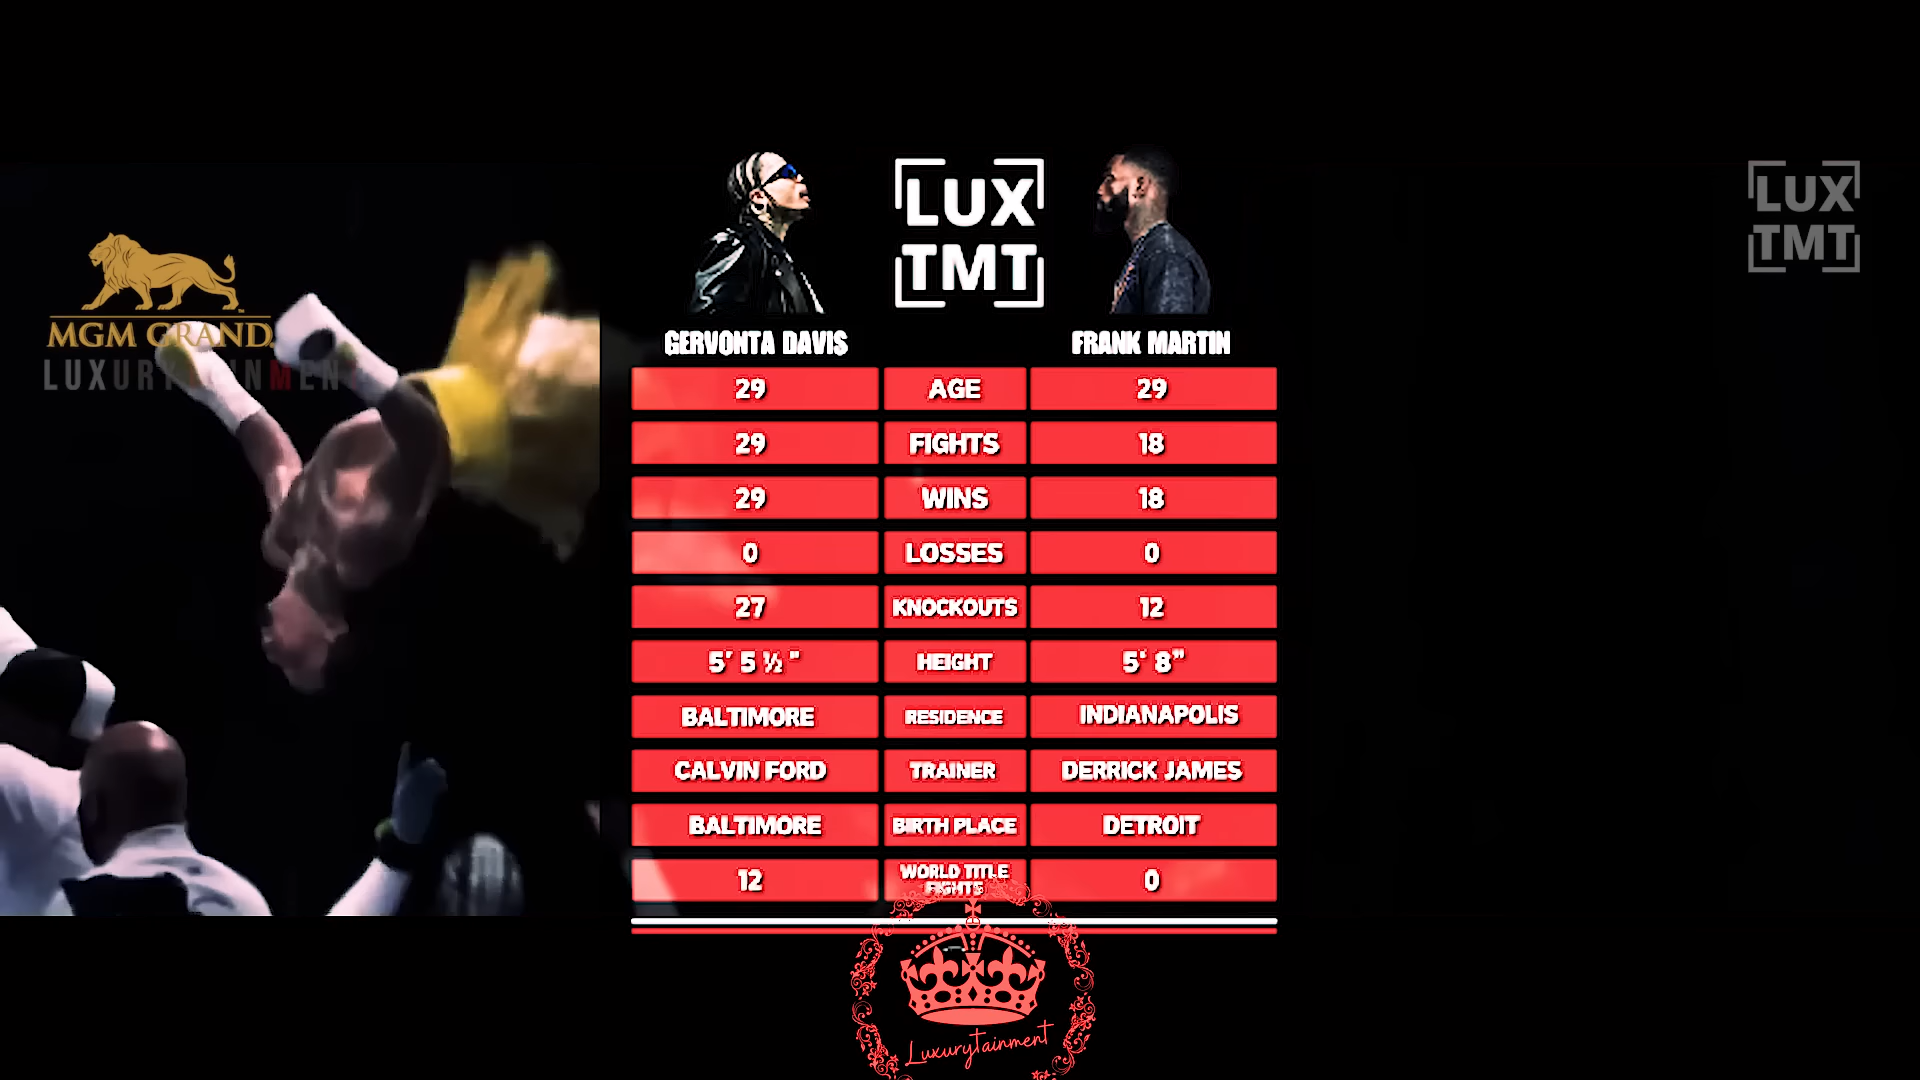 LUX
TMT
LUX
TMT
MGM GRAND
LUXURYTAINMENT
GERVONTA DAVIS
FRANK MARTIN
29 AGE 29
29 FIGHTS 18
29 WINS 18
0 LOSSES 0
27 KNOCKOUTS 12
5' 5 ½ " HEIGHT 5' 8"
BALTIMORE RESIDENCE INDIANAPOLIS
CALVIN FORD TRAINER DERRICK JAMES
BALTIMORE BIRTH PLACE DETROIT
12 WORLD TITLE FIGHTS 0
Luxurytainment